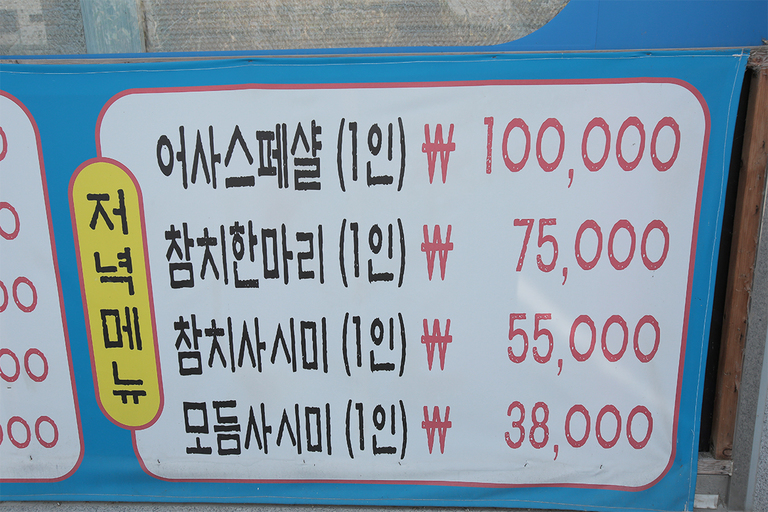 저녁메뉴
어사스페샬 (1인) ₩ 100,000
참치한마리 (1인) ₩ 75,000
참치사시미 (1인) ₩ 55,000
모듬사시미 (1인) ₩ 38,000